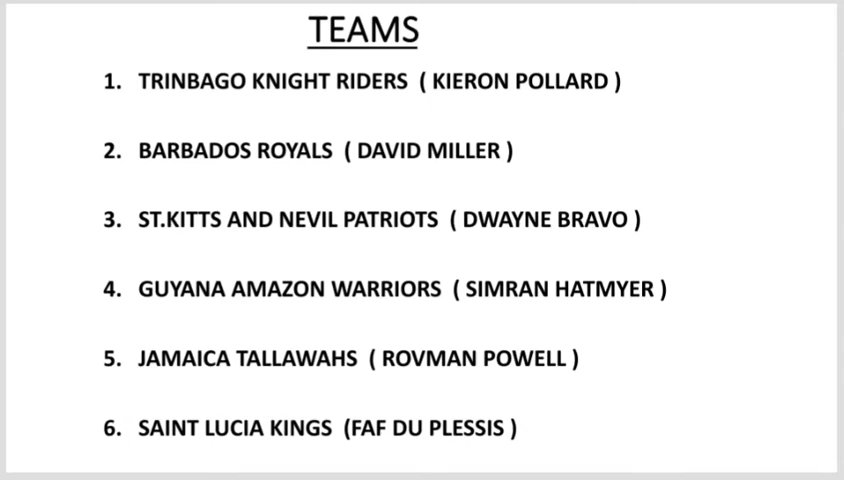 TEAMS
1. TRINBAGO KNIGHT RIDERS ( KIERON POLLARD )
2. BARBADOS ROYALS ( DAVID MILLER )
3. ST.KITTS AND NEVIL PATRIOTS ( DWAYNE BRAVO )
4. GUYANA AMAZON WARRIORS ( SIMRAN HATMYER )
5. JAMAICA TALLAWAHS ( ROVMAN POWELL )
6. SAINT LUCIA KINGS (FAF DU PLESSIS )